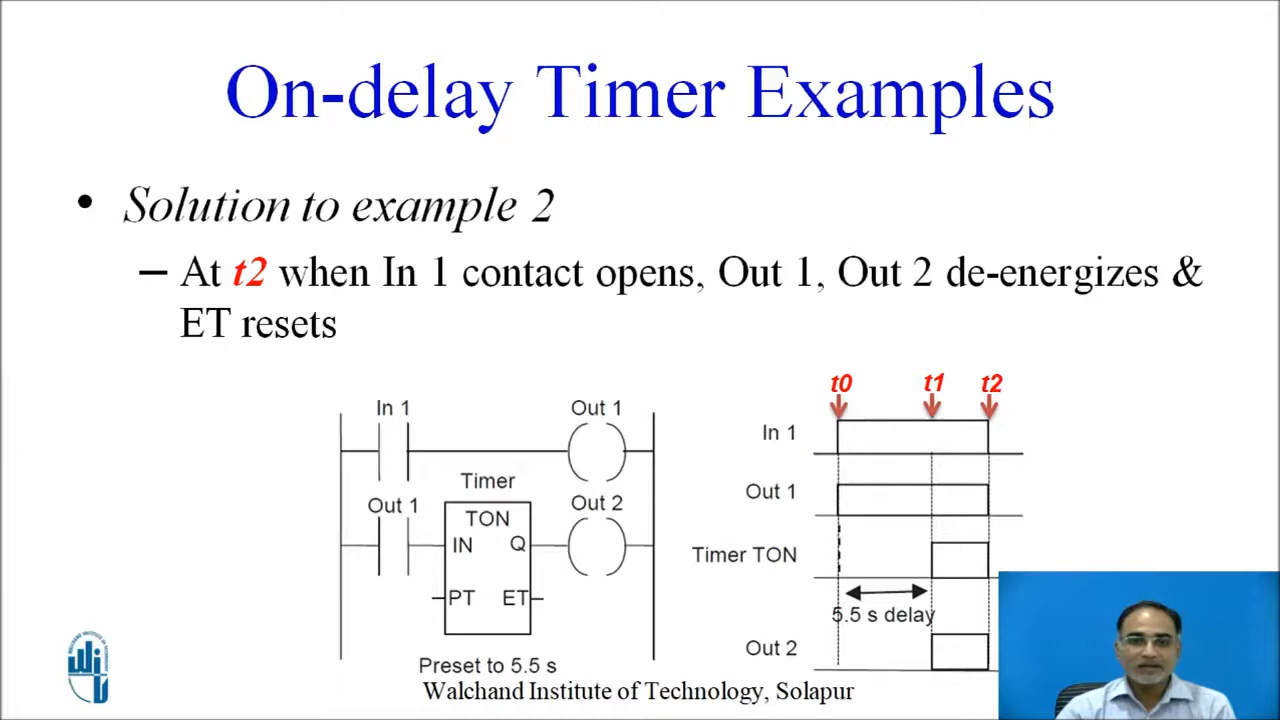 On-delay Timer Examples
• Solution to example 2
– At t2 when In 1 contact opens, Out 1, Out 2 de-energizes &
ET resets
In 1
Out 1
Timer
Out 1
TON
Out 2
IN
Q
PT
ET
Preset to 5.5 s
t0
t1
t2
In 1
Out 1
Timer TON
5.5 s delay
Out 2
Walchand Institute of Technology, Solapur